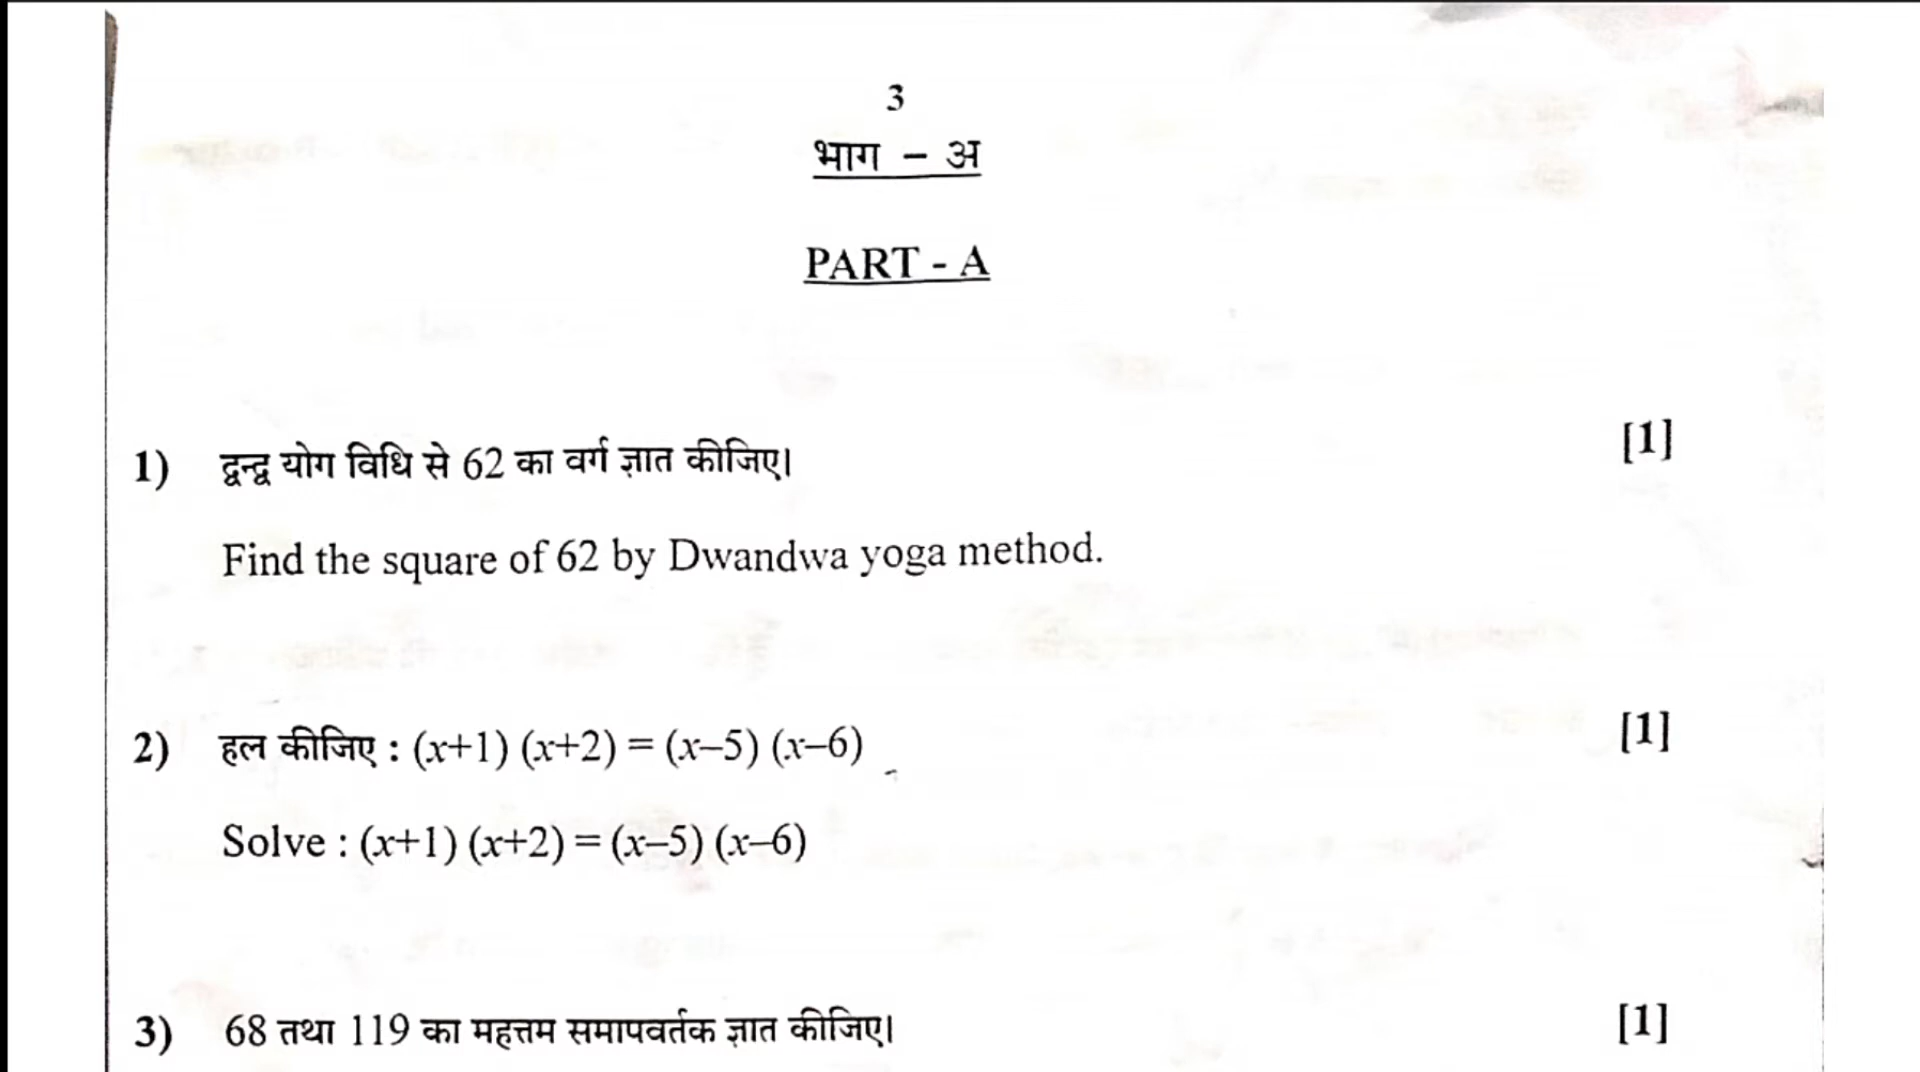 3
भाग – अ
PART - A
1) द्वन्द्व योग विधि से 62 का वर्ग ज्ञात कीजिए। [1]
Find the square of 62 by Dwandwa yoga method.
2) हल कीजिए : (x+1) (x+2) = (x–5) (x–6) [1]
Solve : (x+1) (x+2) = (x–5) (x–6)
3) 68 तथा 119 का महत्तम समापवर्तक ज्ञात कीजिए। [1]